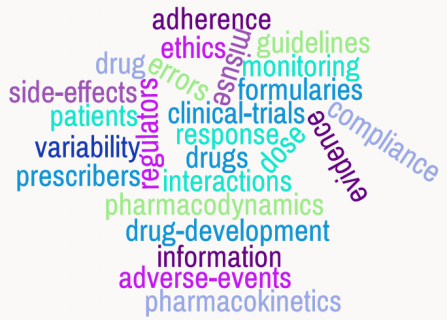 adherence
ethics
misuse
guidelines
drug
errors
monitoring
side-effects
formularies
regulators
patients
clinical-trials
compliance
response
dose
evidence
variability
drugs
prescribers
interactions
pharmacodynamics
drug-development
information
adverse-events
pharmacokinetics